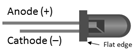 Anode (+)
Cathode (–)
Flat edge